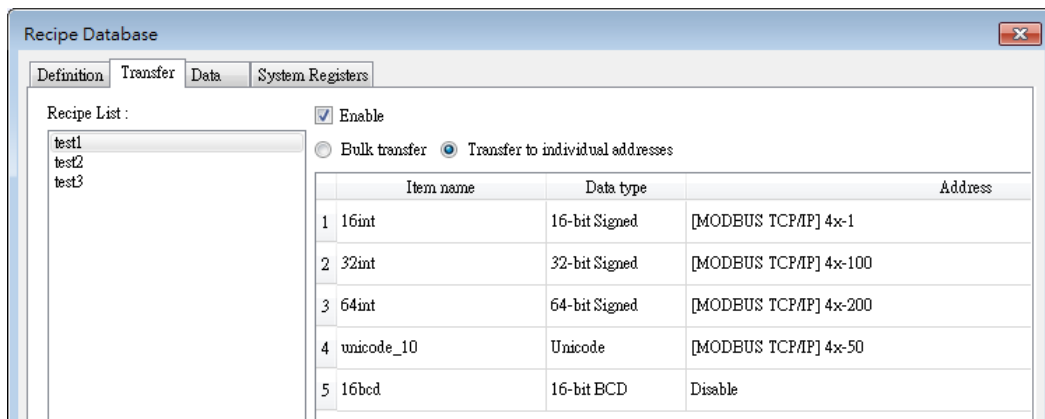 Recipe Database
Definition Transfer Data System Registers
Recipe List :
test1
test2
test3
Enable
Bulk transfer Transfer to individual addresses
Item name Data type Address
1 16int 16-bit Signed [MODBUS TCP/IP] 4x-1
2 32int 32-bit Signed [MODBUS TCP/IP] 4x-100
3 64int 64-bit Signed [MODBUS TCP/IP] 4x-200
4 unicode_10 Unicode [MODBUS TCP/IP] 4x-50
5 16bcd 16-bit BCD Disable